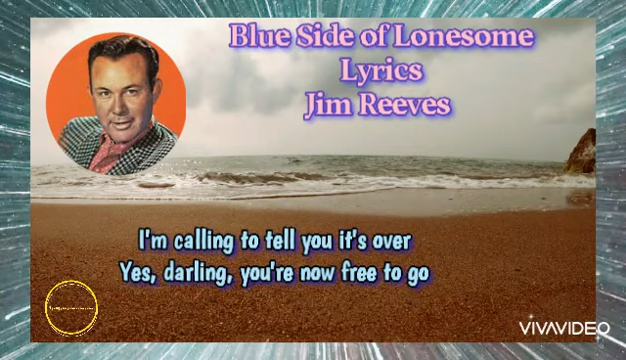 Blue Side of Lonesome
Lyrics
Jim Reeves
I'm calling to tell you it's over
Yes, darling, you're now free to go
VIVAVIDEO